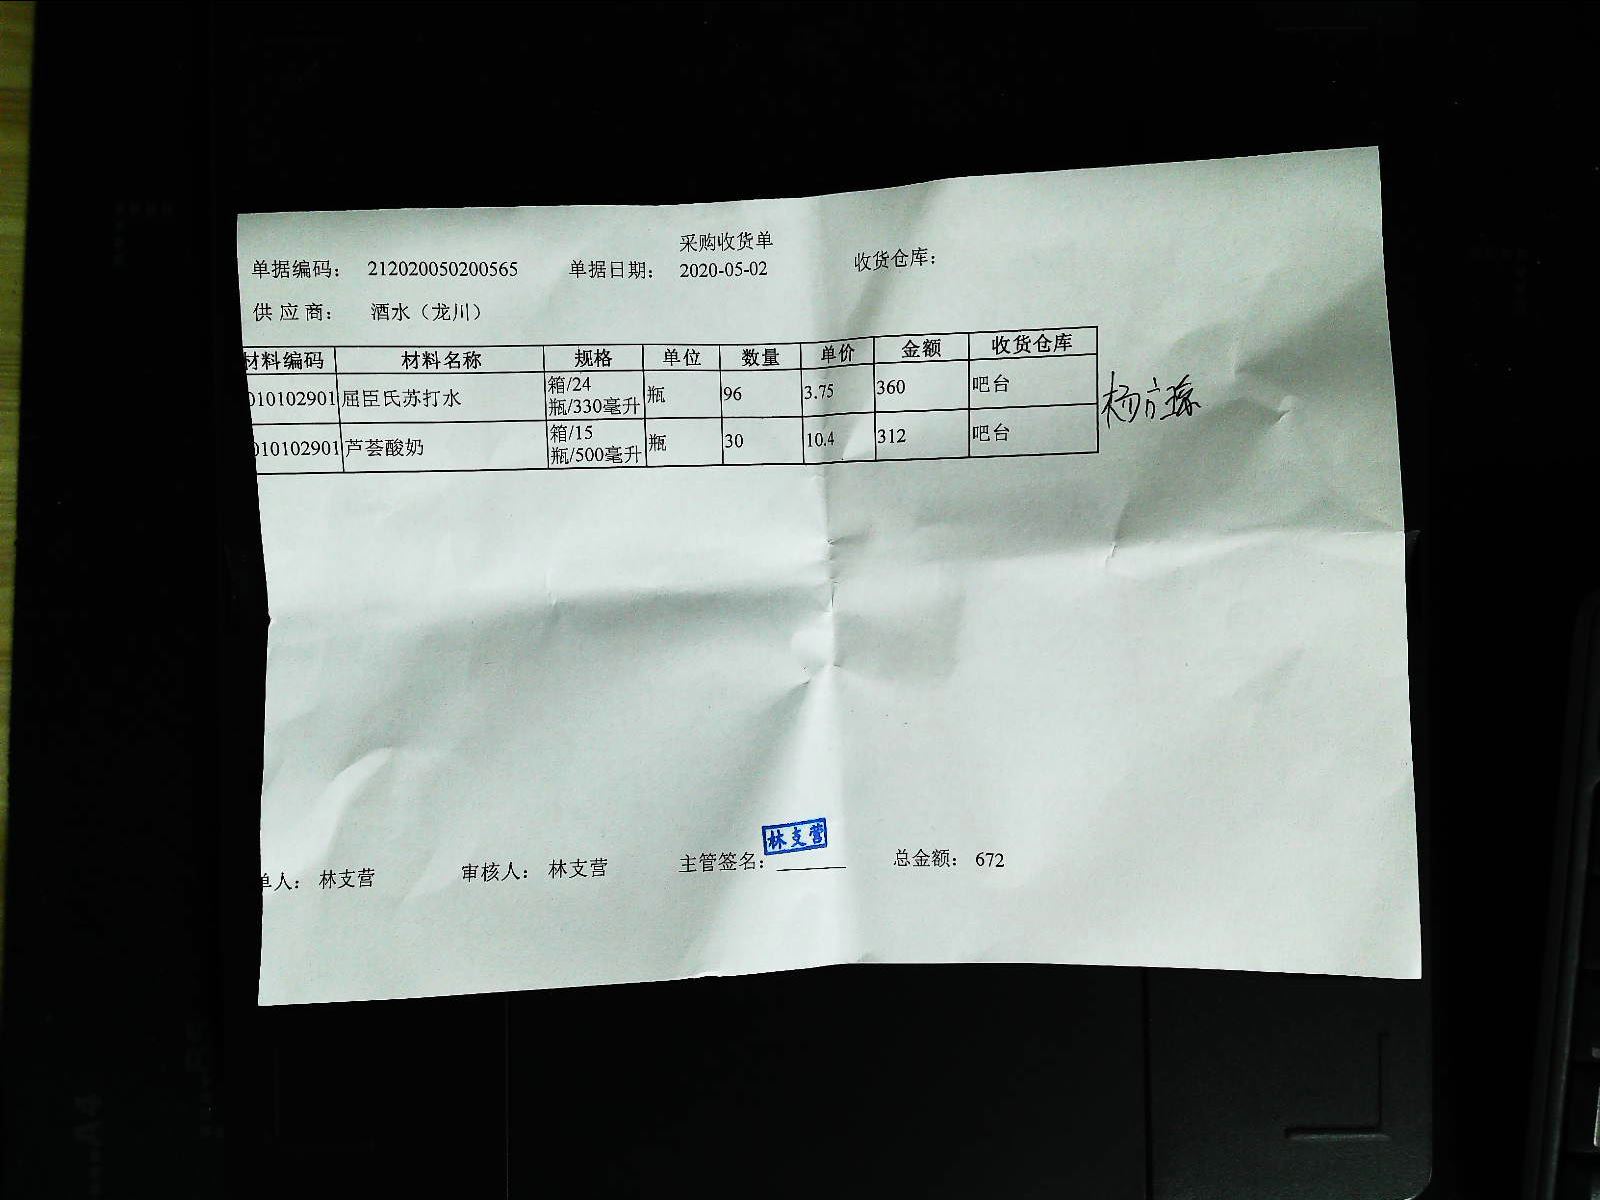 采购收货单
单据编码： 212020050200565 单据日期： 2020-05-02 收货仓库：
供 应 商： 酒水（龙川）
材料编码 材料名称 规格 单位 数量 单价 金额 收货仓库
010102901 屈臣氏苏打水 箱/24 瓶/330毫升 瓶 96 3.75 360 吧台
010102901 芦荟酸奶 箱/15 瓶/500毫升 瓶 30 10.4 312 吧台
林支营
单人： 林支营 审核人： 林支营 主管签名： 总金额： 672